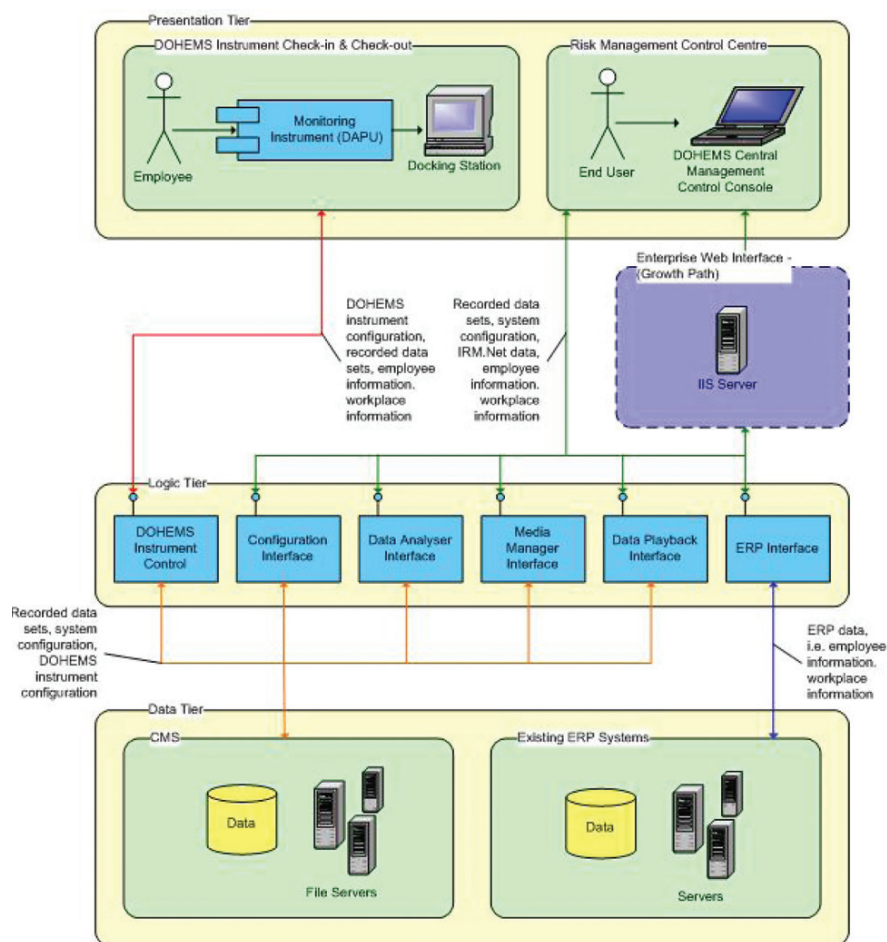 Presentation Tier
DOHEMS Instrument Check-in & Check-out
Employee
Monitoring
Instrument (DAPU)
Docking Station
Risk Management Control Centre
End User
DOHEMS Central
Management
Control Console
Enterprise Web Interface -
(Growth Path)
IIS Server
DOHEMS
instrument
configuration,
recorded data
sets, employee
information.
workplace
information
Recorded data
sets, system
configuration,
IRM.Net data,
employee
information.
workplace
information
Logic Tier
DOHEMS
Instrument
Control
Configuration
Interface
Data Analyser
Interface
Media
Manager
Interface
Data Playback
Interface
ERP Interface
Recorded data
sets, system
configuration,
DOHEMS
instrument
configuration
ERP data,
i.e. employee
information.
workplace
information
Data Tier
CMS
Data
File Servers
Existing ERP Systems
Data
Servers